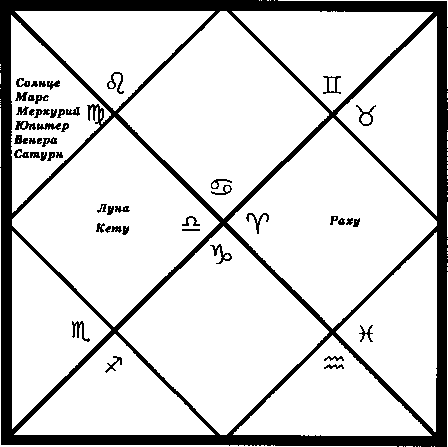 ♌
♊
Солнце
Марс
Меркурий
Юпитер
Венера
Сатурн
♍
♉
♋
Луна
Кету
♎
♈
Раху
♑
♏
♓
♐
♒